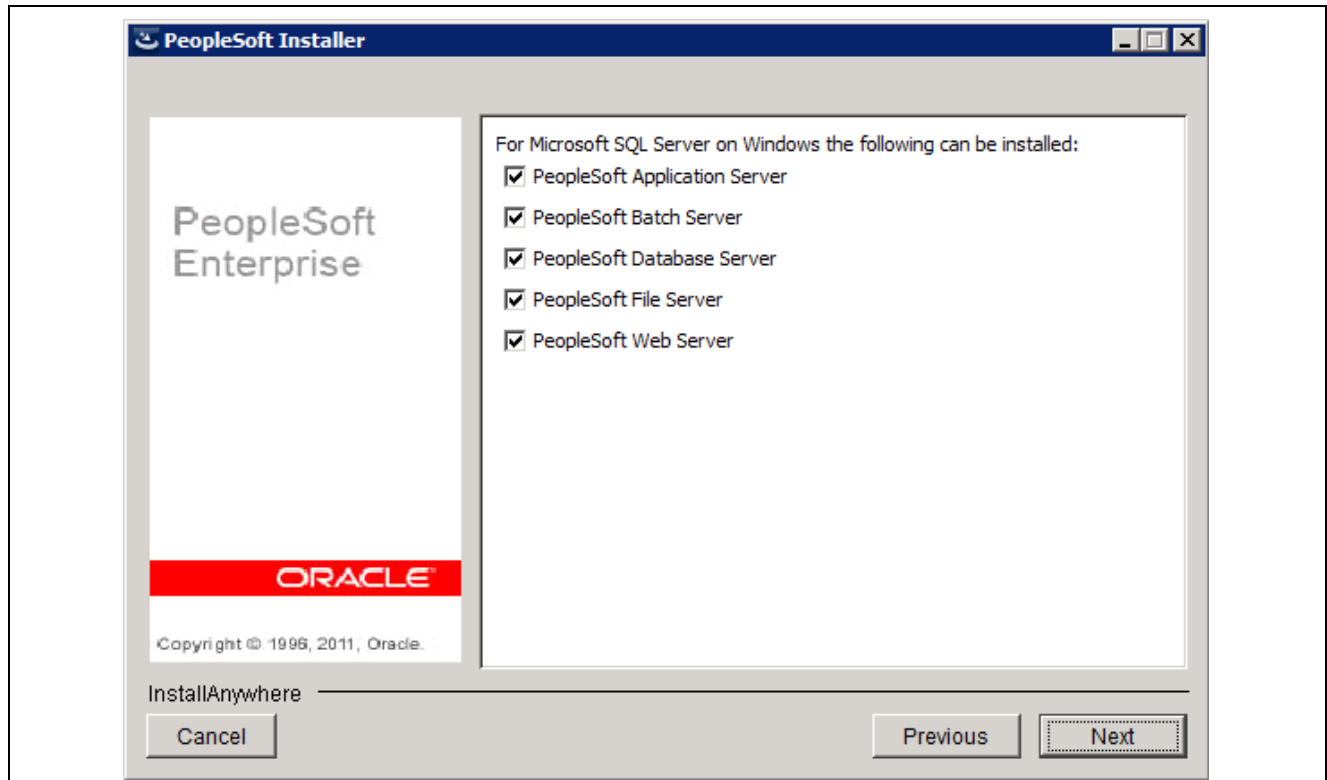 PeopleSoft Installer
For Microsoft SQL Server on Windows the following can be installed:
PeopleSoft Application Server
PeopleSoft Batch Server
PeopleSoft Database Server
PeopleSoft File Server
PeopleSoft Web Server
PeopleSoft
Enterprise
ORACLE
Copyright © 1996, 2011, Oracle.
InstallAnywhere
Cancel
Previous
Next